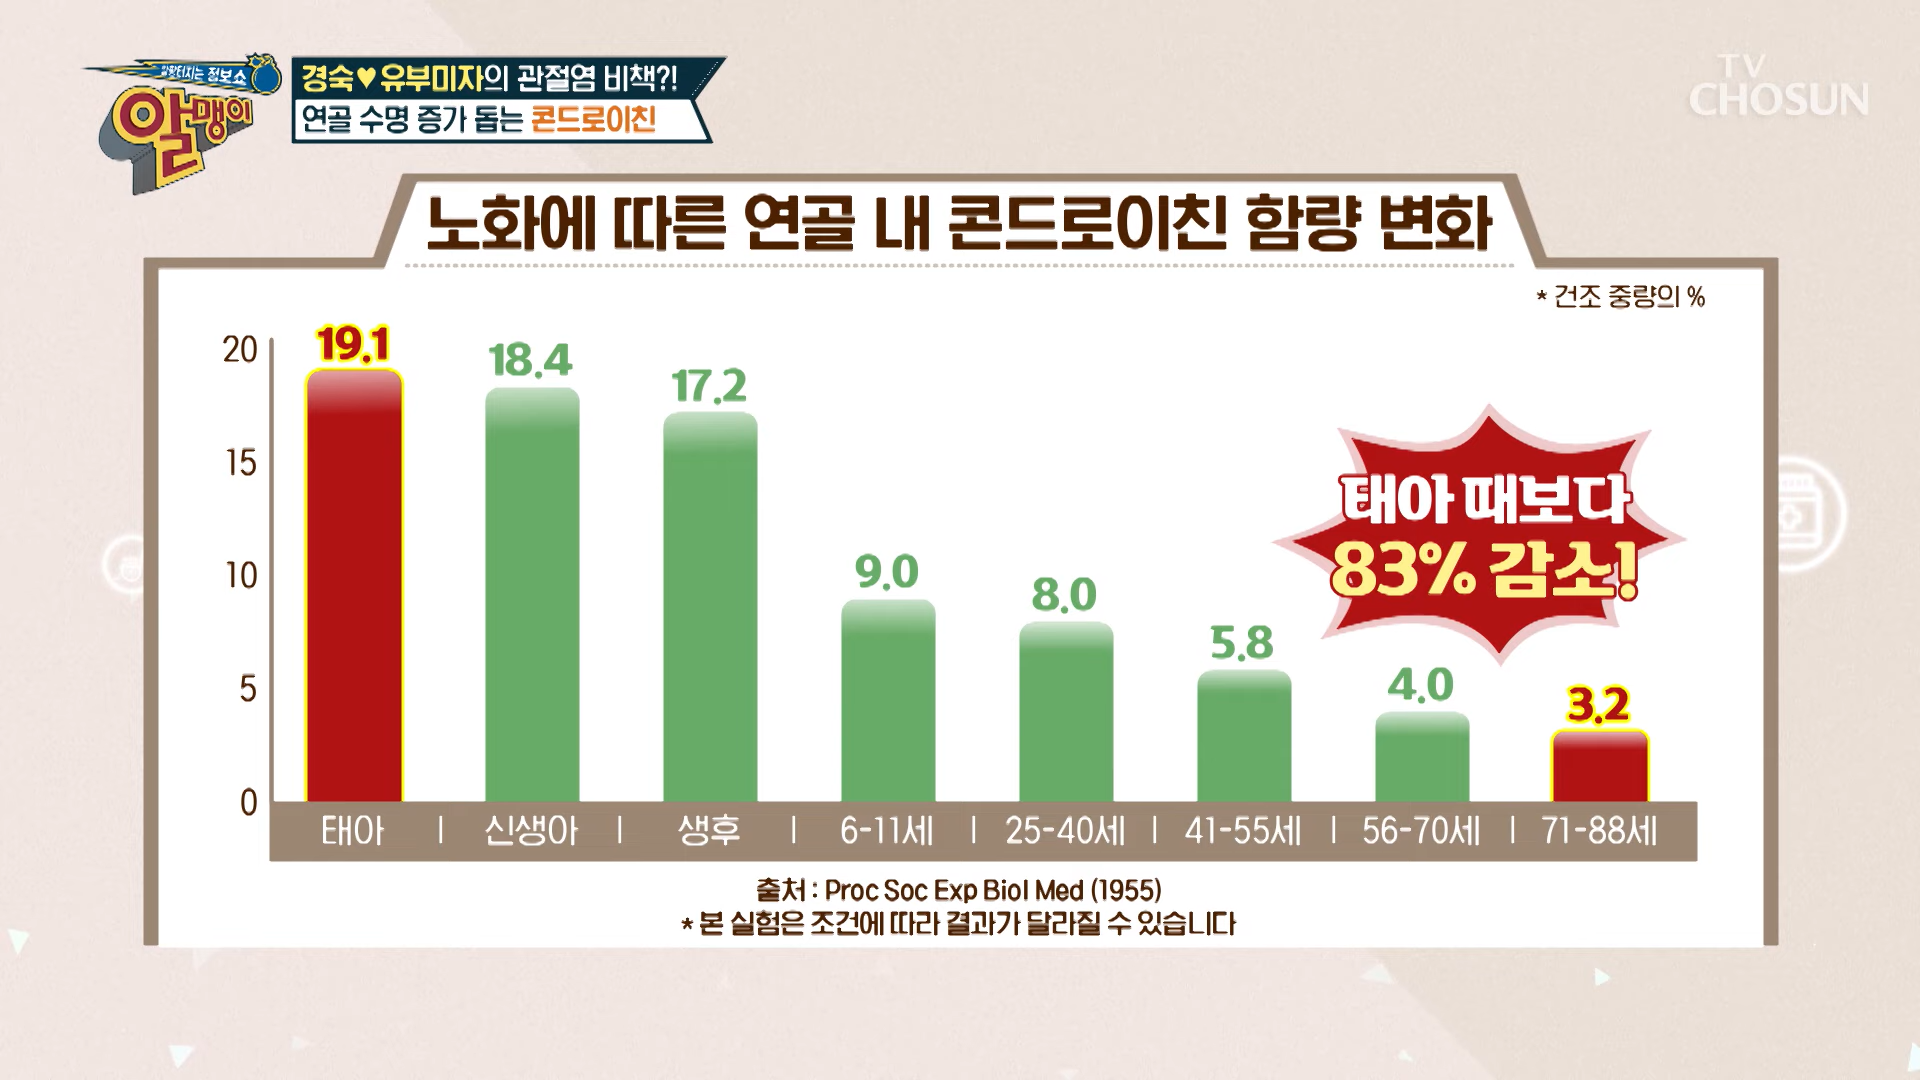 알맹이
경숙♥유부미자의 관절염 비책?!
연골 수명 증가 돕는 콘드로이친
TV
CHOSUN
노화에 따른 연골 내 콘드로이친 함량 변화
* 건조 중량의 %
20
15
10
5
0
19.1
18.4
17.2
9.0
8.0
5.8
4.0
3.2
태아 때보다
83% 감소!
태아 | 신생아 | 생후 | 6-11세 | 25-40세 | 41-55세 | 56-70세 | 71-88세
출처 : Proc Soc Exp Biol Med (1955)
* 본 실험은 조건에 따라 결과가 달라질 수 있습니다